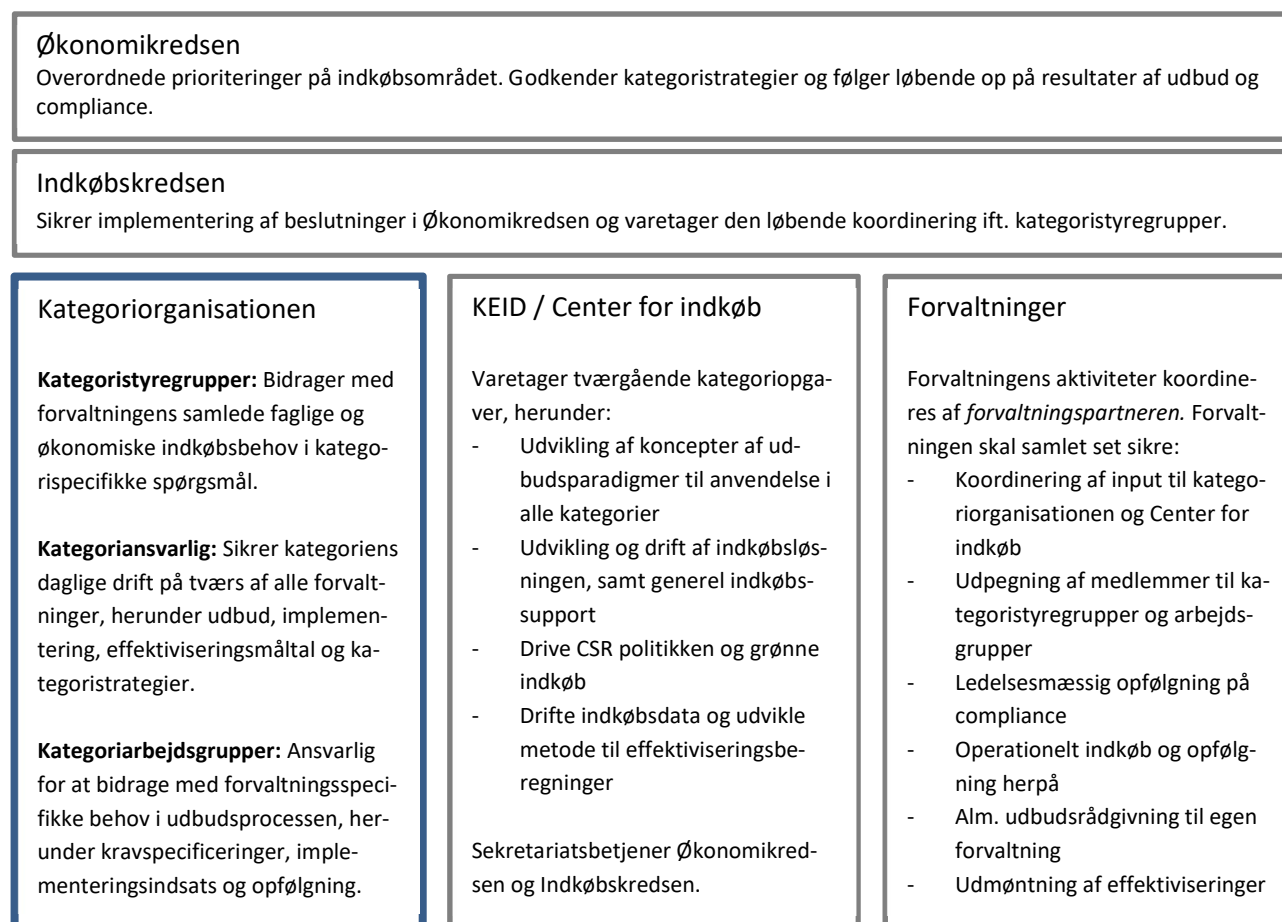 Økonomikredsen
Overordnede prioriteringer på indkøbsområdet. Godkender kategoristrategier og følger løbende op på resultater af udbud og
compliance.
Indkøbskredsen
Sikrer implementering af beslutninger i Økonomikredsen og varetager den løbende koordinering ift. kategoristyregrupper.
Kategoriorganisationen
Kategoristyregrupper: Bidrager med
forvaltningens samlede faglige og
økonomiske indkøbsbehov i katego-
rispecifikke spørgsmål.
Kategoriansvarlig: Sikrer kategoriens
daglige drift på tværs af alle forvalt-
ninger, herunder udbud, implemen-
tering, effektiviseringsmåltal og ka-
tegoristrategier.
Kategoriarbejdsgrupper: Ansvarlig
for at bidrage med forvaltningsspeci-
fikke behov i udbudsprocessen, her-
under kravspecificeringer, imple-
menteringsindsats og opfølgning.
KEID / Center for indkøb
Varetager tværgående kategoriopga-
ver, herunder:
- Udvikling af koncepter af ud-
budsparadigmer til anvendelse i
alle kategorier
- Udvikling og drift af indkøbsløs-
ningen, samt generel indkøbs-
support
- Drive CSR politikken og grønne
indkøb
- Drifte indkøbsdata og udvikle
metode til effektiviseringsbe-
regninger
Sekretariatsbetjener Økonomikred-
sen og Indkøbskredsen.
Forvaltninger
Forvaltningens aktiviteter koordine-
res af forvaltningspartneren. Forvalt-
ningen skal samlet set sikre:
- Koordinering af input til katego-
riorganisationen og Center for
indkøb
- Udpegning af medlemmer til ka-
tegoristyregrupper og arbejds-
grupper
- Ledelsesmæssig opfølgning på
compliance
- Operationelt indkøb og opfølg-
ning herpå
- Alm. udbudsrådgivning til egen
forvaltning
- Udmøntning af effektiviseringer